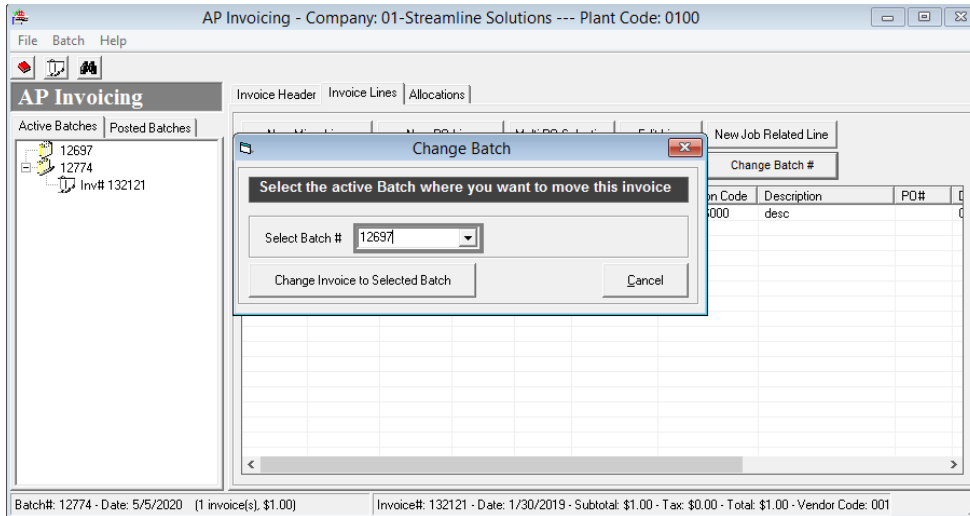 AP Invoicing - Company: 01-Streamline Solutions --- Plant Code: 0100
File Batch Help
AP Invoicing
Invoice Header Invoice Lines Allocations
Active Batches Posted Batches
New Job Related Line
12697
12774
Inv# 132121
Change Batch
Change Batch #
Select the active Batch where you want to move this invoice
Code Description PO#
desc
Select Batch # 12697
Change Invoice to Selected Batch Cancel
Batch#: 12774 - Date: 5/5/2020 (1 invoice(s), $1.00) Invoice#: 132121 - Date: 1/30/2019 - Subtotal: $1.00 - Tax: $0.00 - Total: $1.00 - Vendor Code: 001